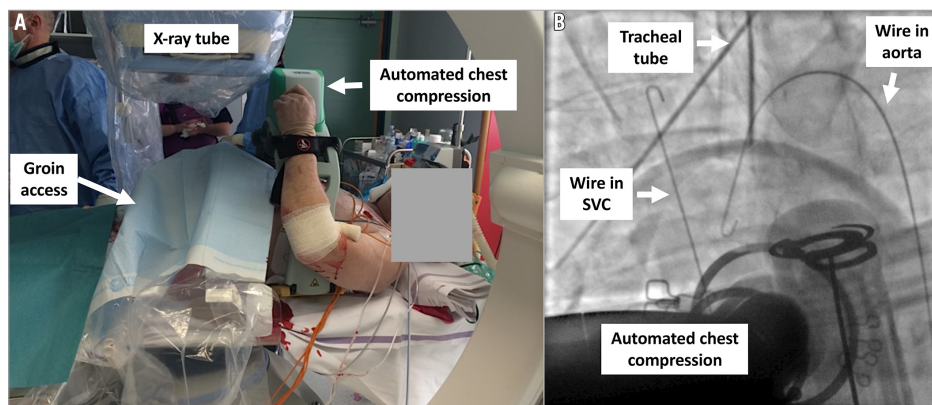 A
X-ray tube
Automated chest
compression
Groin
access
B
Tracheal
tube
Wire in
aorta
Wire in
SVC
Automated chest
compression